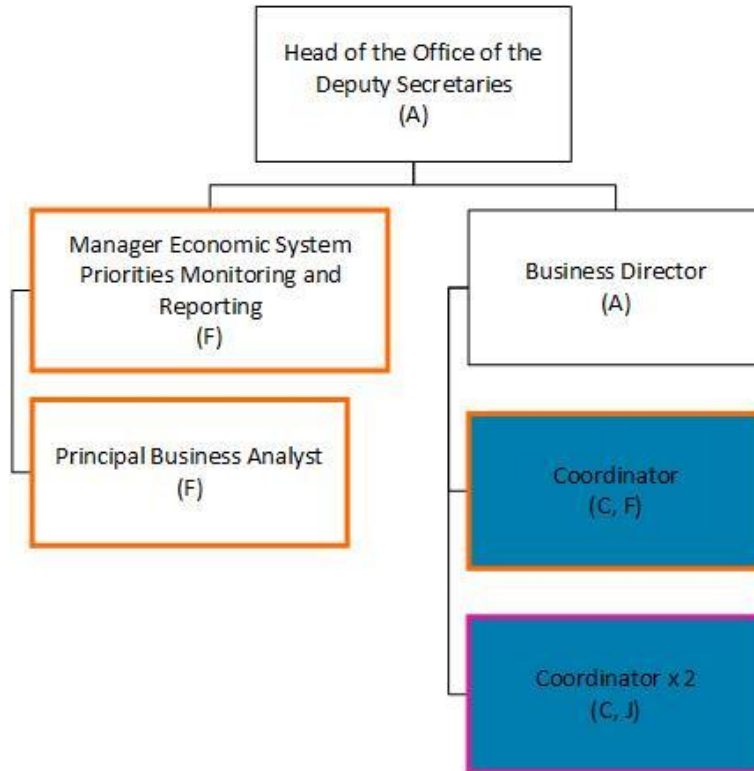 Head of the Office of the
Deputy Secretaries
(A)
Manager Economic System
Priorities Monitoring and
Reporting
(F)
Principal Business Analyst
(F)
Business Director
(A)
Coordinator
(C, F)
Coordinator x 2
(C, J)